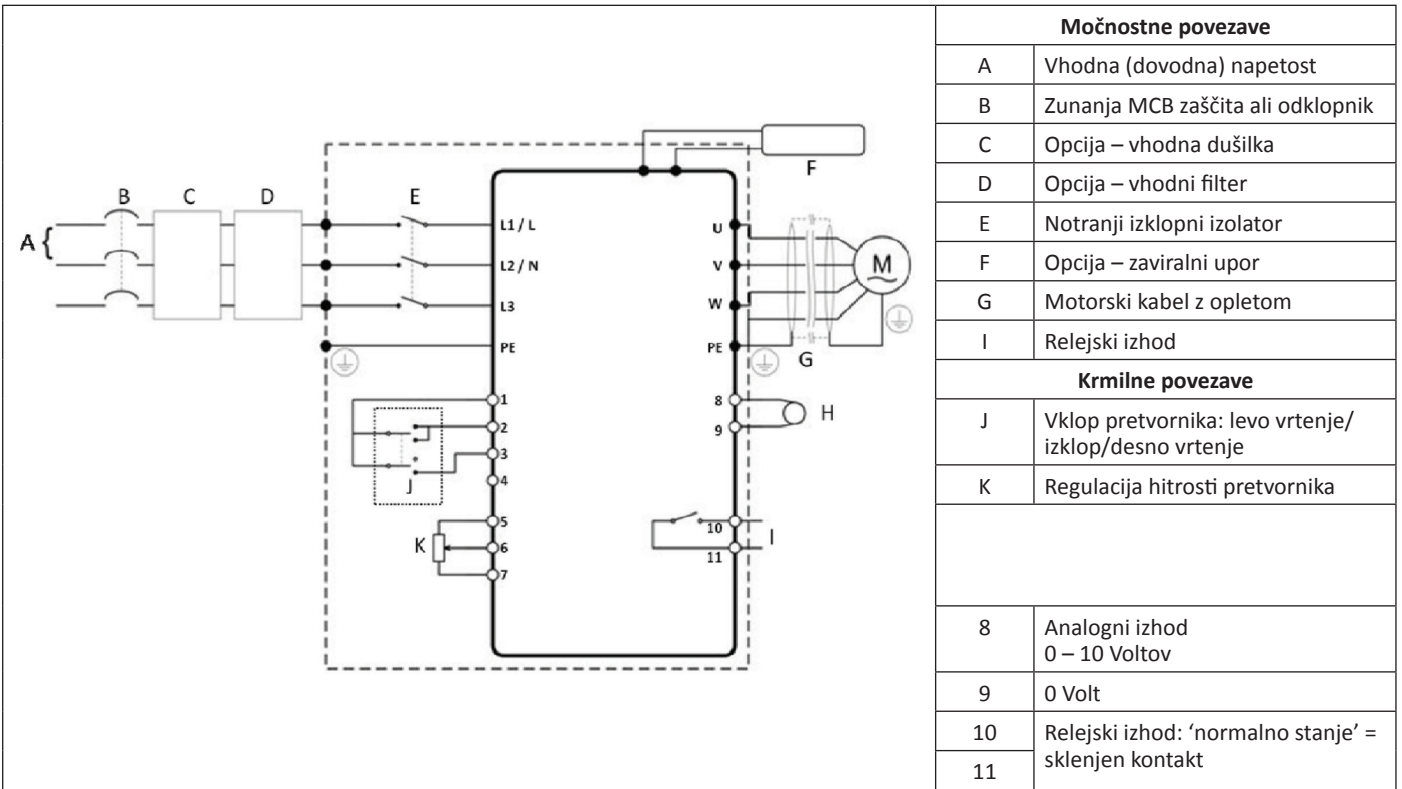 B
C
D
E
F
A {
L1 / L
L2 / N
L3
PE
U
V
W
PE
M
G
1
2
3
4
5
6
7
J
K
8
9
H
10
11
I
Močnostne povezave
A Vhodna (dovodna) napetost
B Zunanja MCB zaščita ali odklopnik
C Opcija – vhodna dušilka
D Opcija – vhodni filter
E Notranji izklopni izolator
F Opcija – zaviralni upor
G Motorski kabel z opletom
I Relejski izhod
Krmilne povezave
J Vklop pretvornika: levo vrtenje/
izklop/desno vrtenje
K Regulacija hitrosti pretvornika
8 Analogni izhod
0 – 10 Voltov
9 0 Volt
10 Relejski izhod: ‘normalno stanje’ =
11 sklenjen kontakt